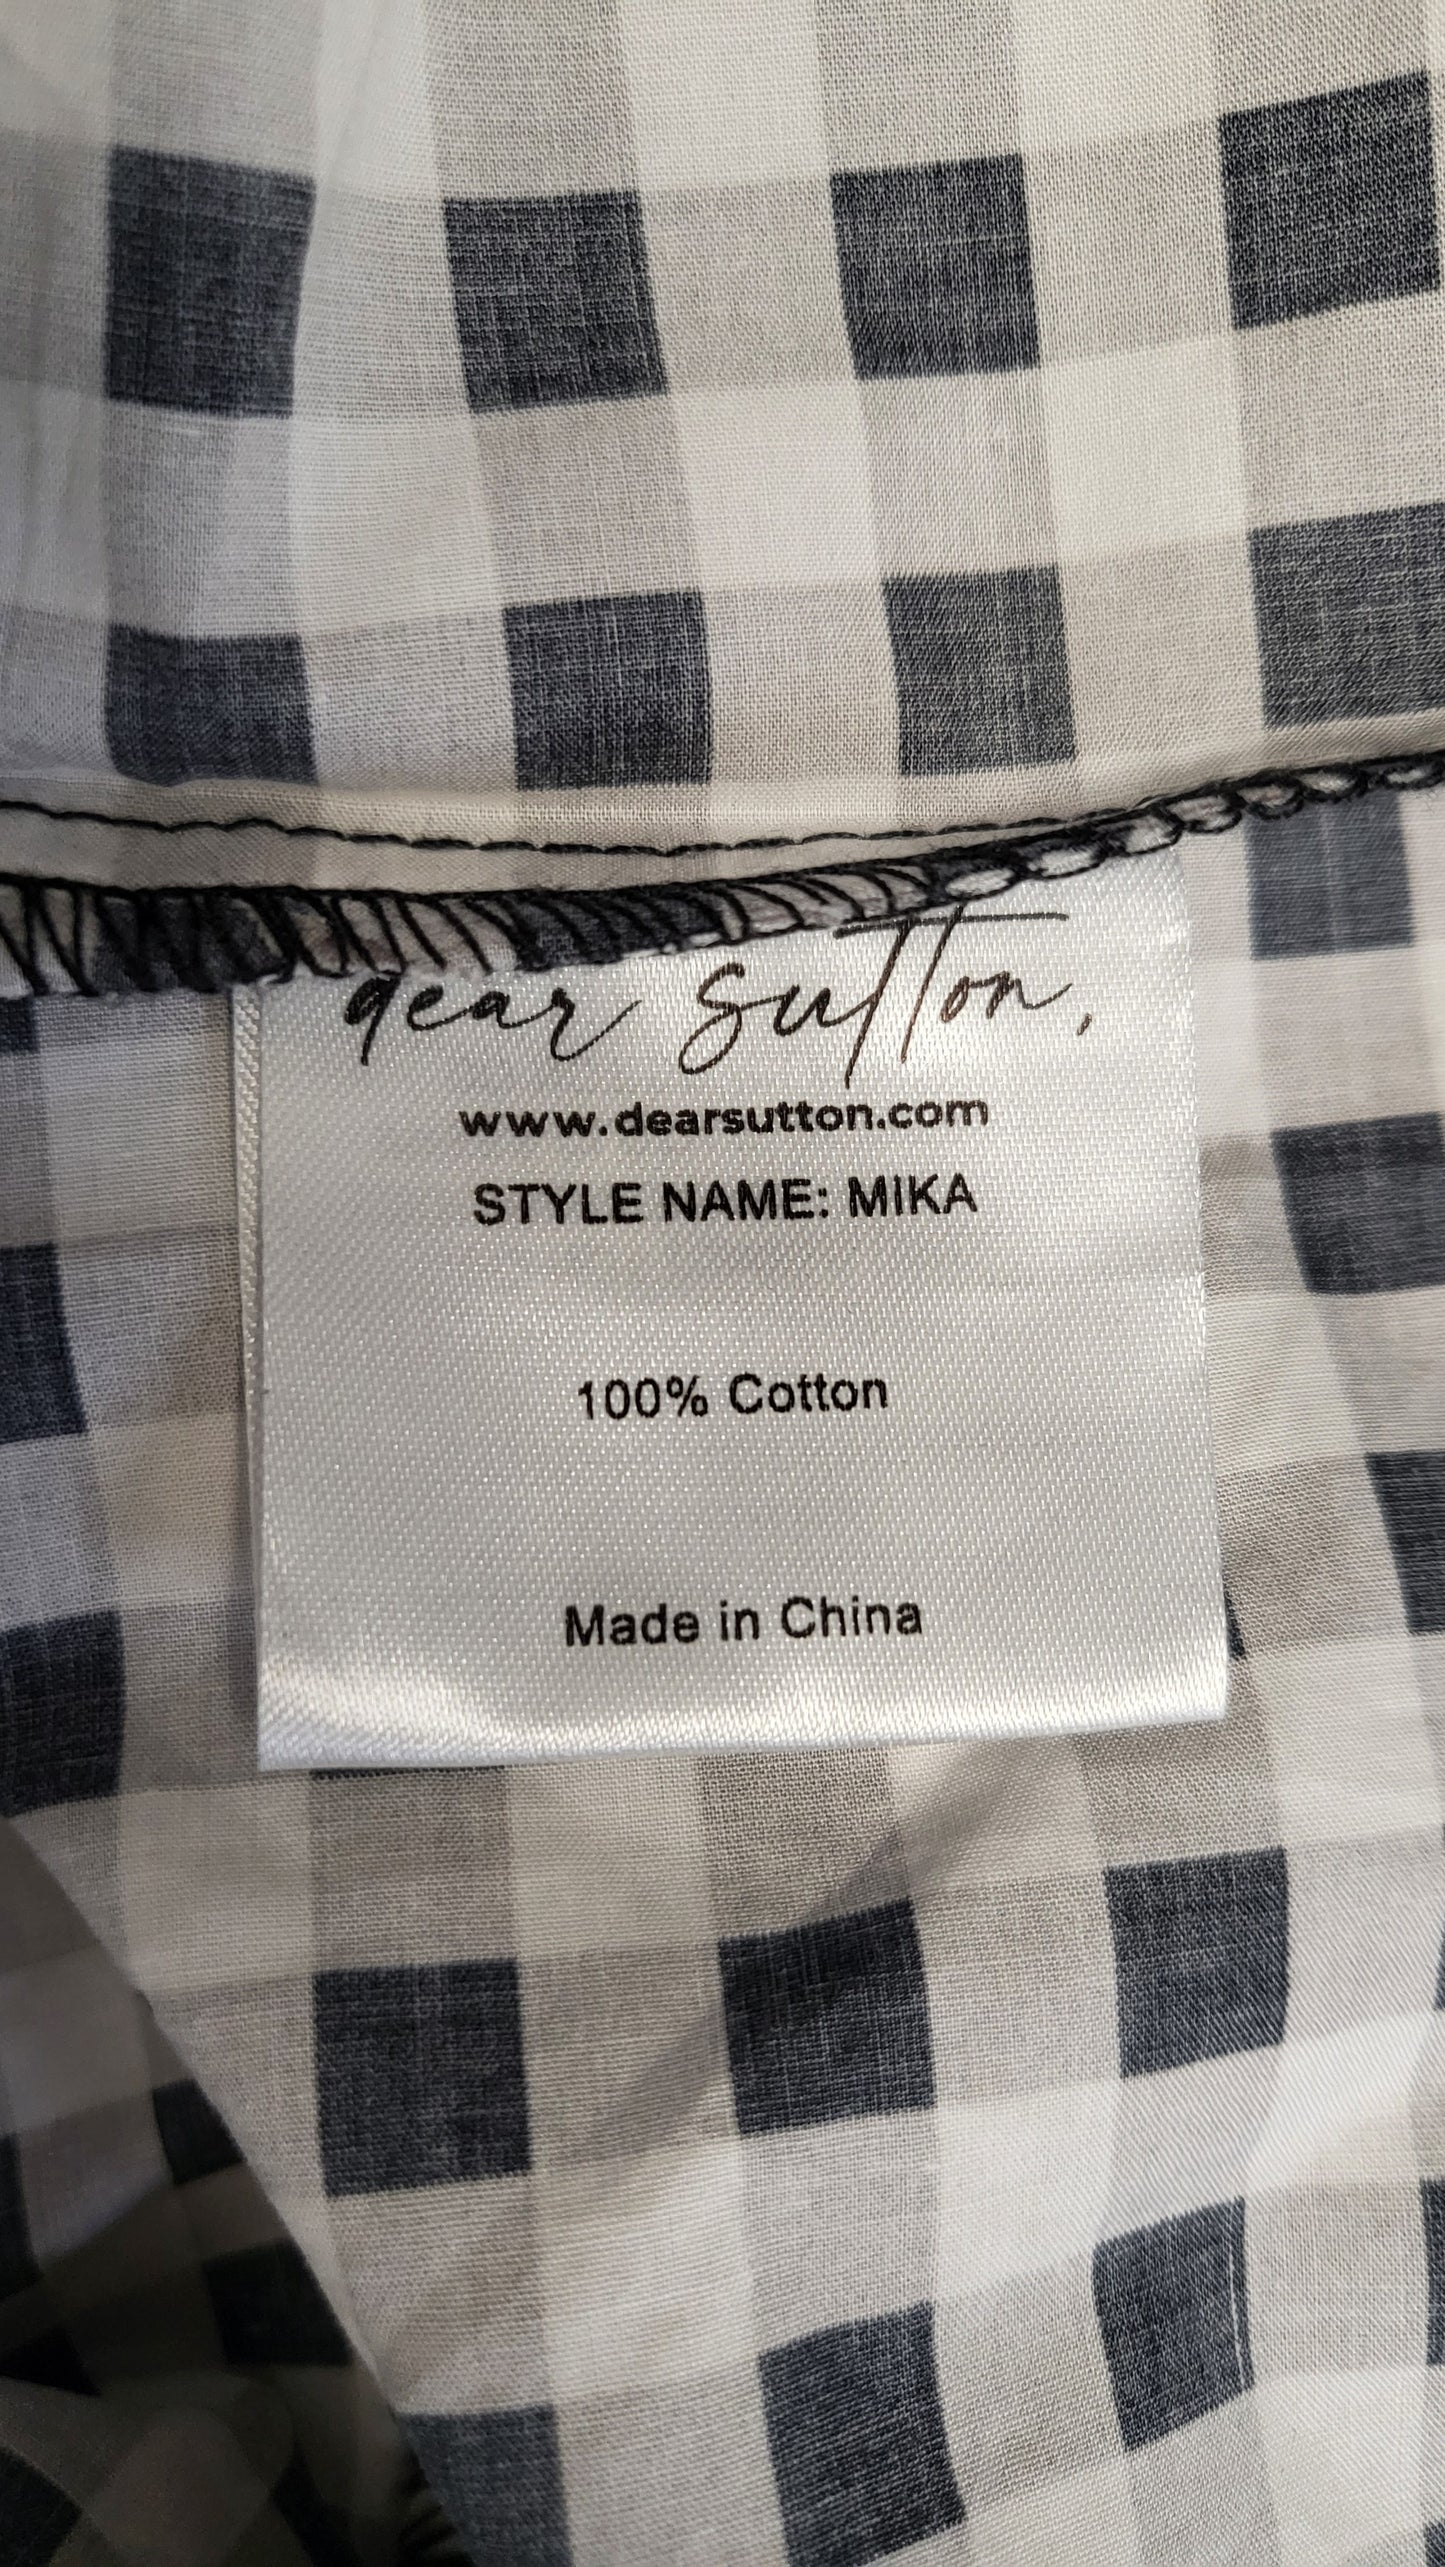 dear sutton,
www.dearsutton.com
STYLE NAME: MIKA
100% Cotton
Made in China